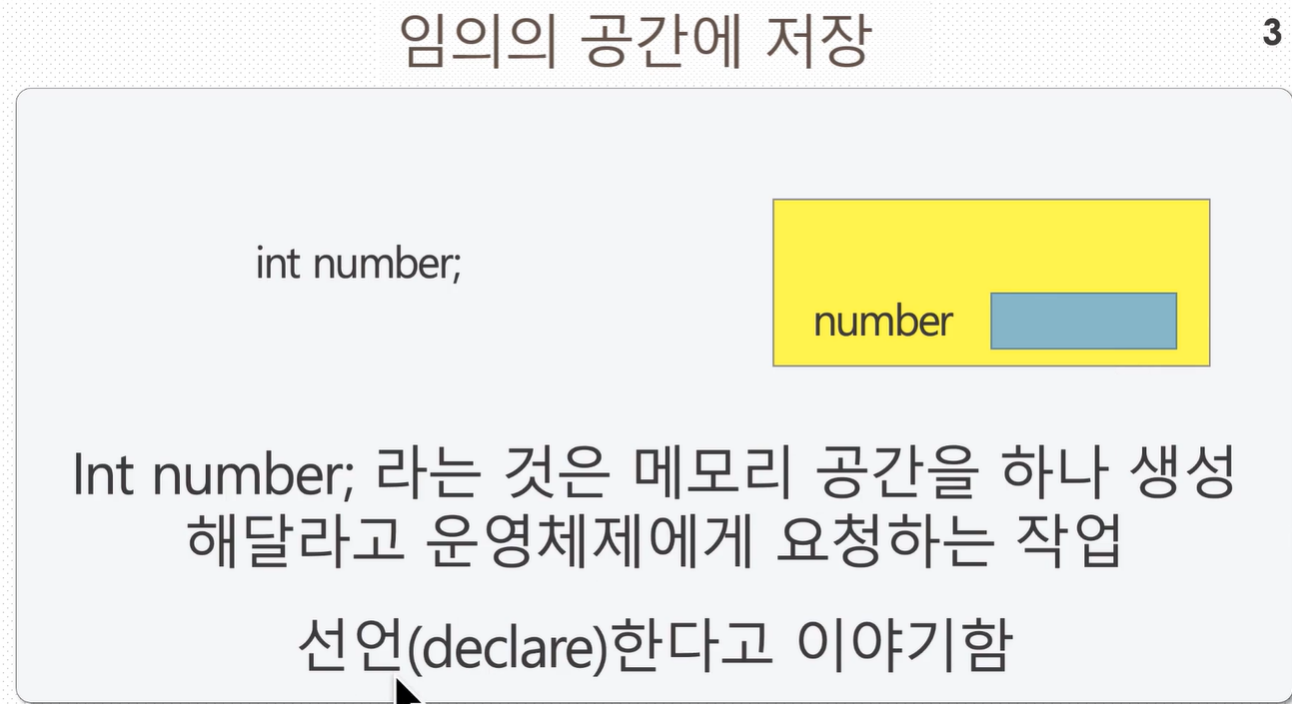 임의의 공간에 저장
3
int number;
number
Int number; 라는 것은 메모리 공간을 하나 생성
해달라고 운영체제에게 요청하는 작업
선언(declare)한다고 이야기함